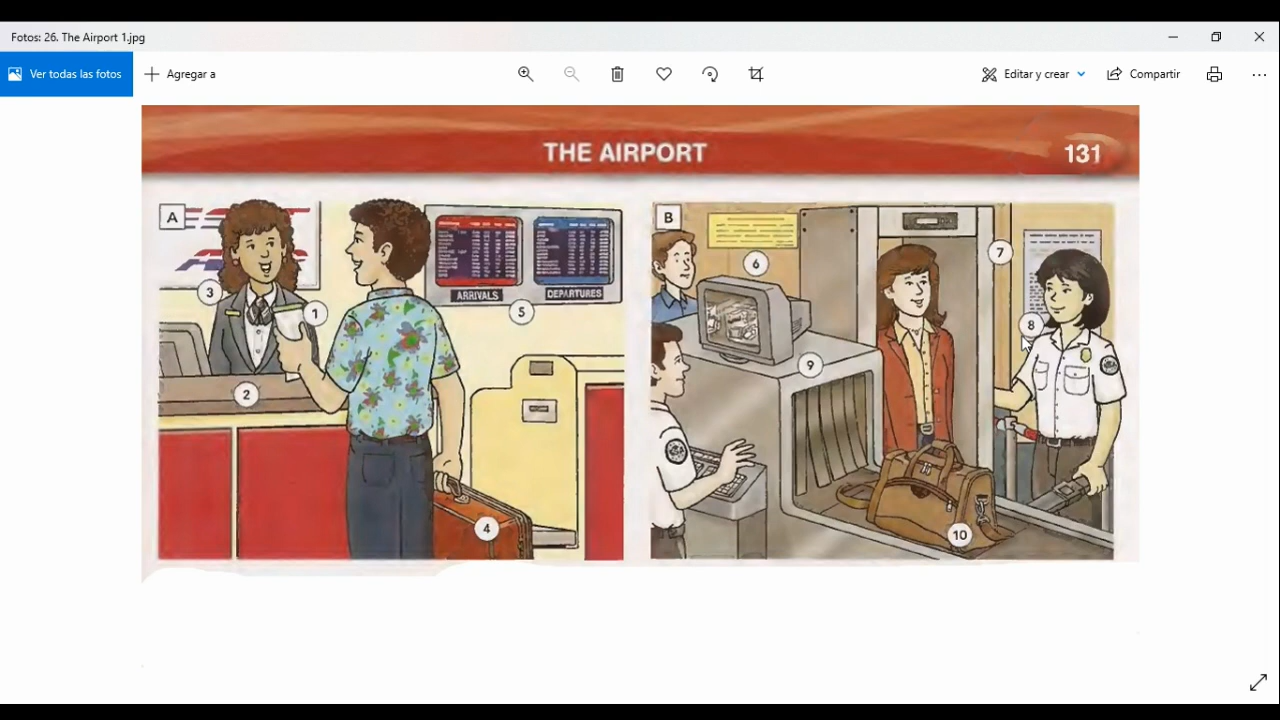 Fotos: 26. The Airport 1.jpg
Ver todas las fotos
Agregar a
Editar y crear
Compartir
THE AIRPORT
131
A
B
3
1
ARRIVALS
DEPARTURES
5
2
4
6
7
8
9
10